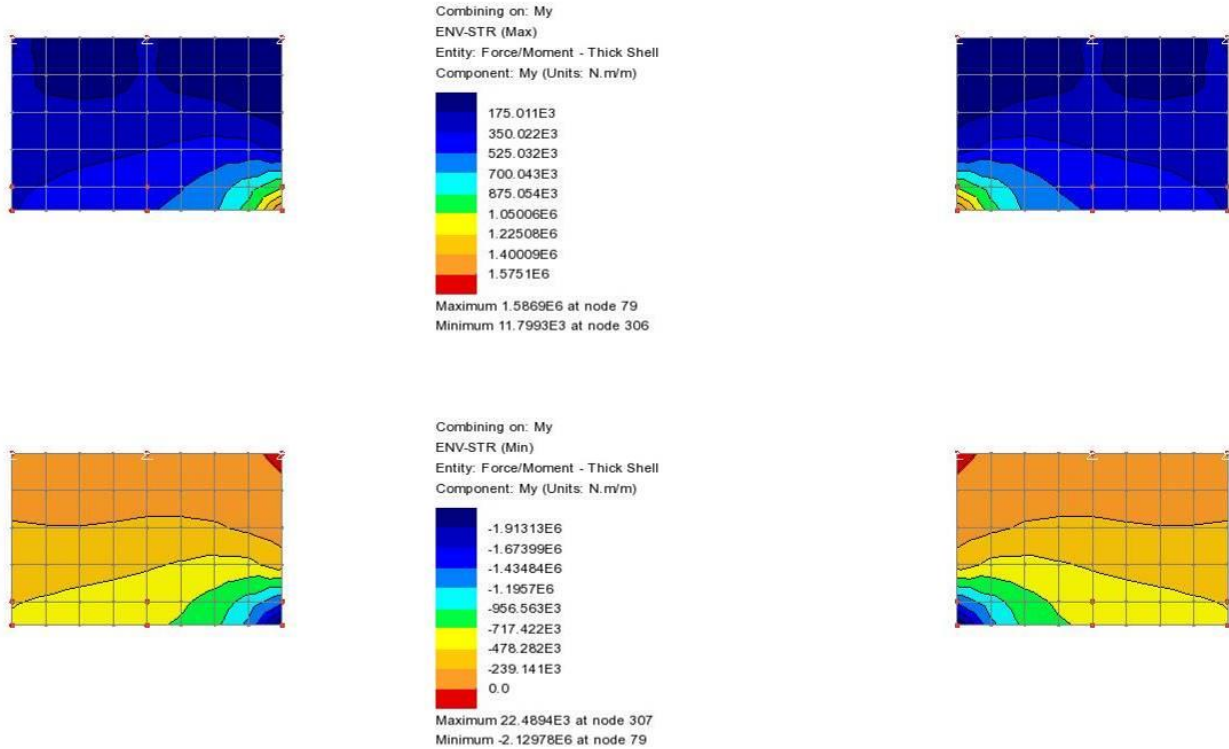 Combining on: My
ENV-STR (Max)
Entity: Force/Moment - Thick Shell
Component: My (Units: N.m/m)
175.011E3
350.022E3
525.032E3
700.043E3
875.054E3
1.05006E6
1.22508E6
1.40009E6
1.5751E6
Maximum 1.5869E6 at node 79
Minimum 11.7993E3 at node 306
Combining on: My
ENV-STR (Min)
Entity: Force/Moment - Thick Shell
Component: My (Units: N.m/m)
-1.91313E6
-1.67399E6
-1.43484E6
-1.1957E6
-956.563E3
-717.422E3
-478.282E3
-239.141E3
0.0
Maximum 22.4894E3 at node 307
Minimum -2.12978E6 at node 79